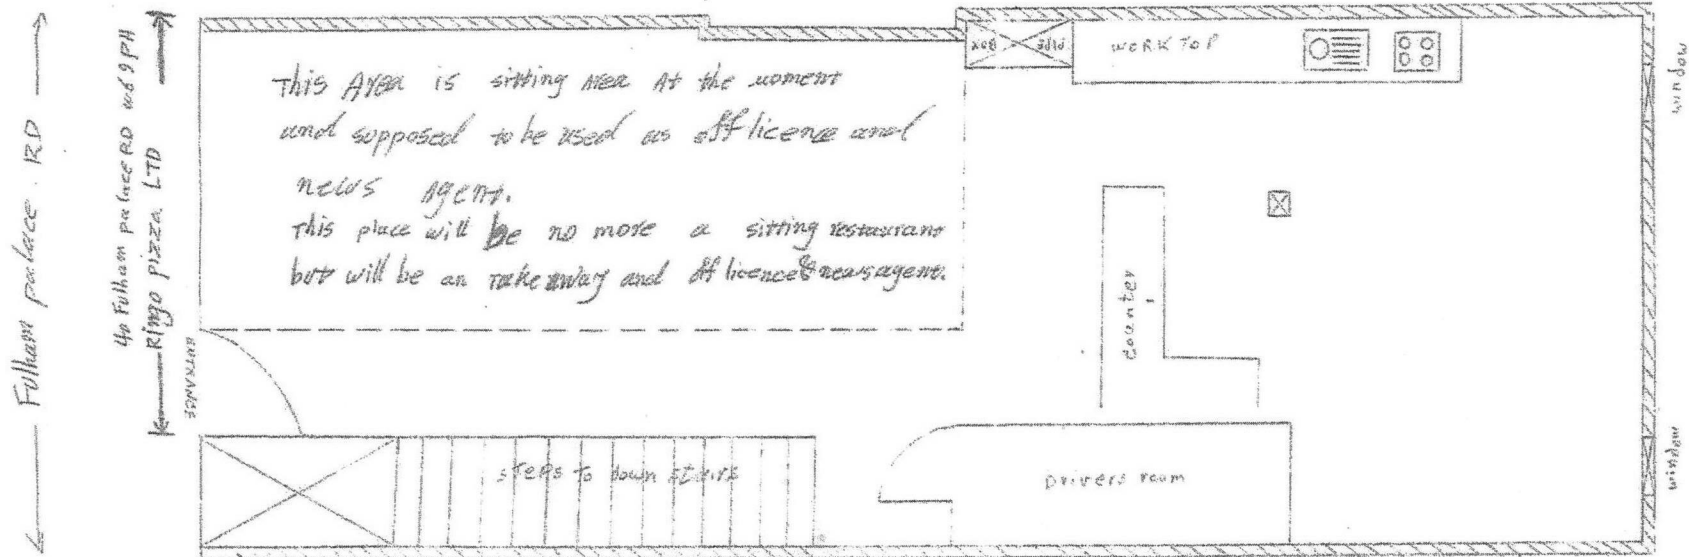 Fulham palace. RD
Fulham palace RD w6 9PH
Ringo pizza LTD
ENTRANCE
This Area is sitting area At the moment
and supposed to be used as off licence and
news Agent.
This place will be no more a sitting restaurant
but will be an Take away and off licence & newsagent.
PIPE BOX
WORK TOP
window
counter
STEPS To down STAIRS
Drivers room
window